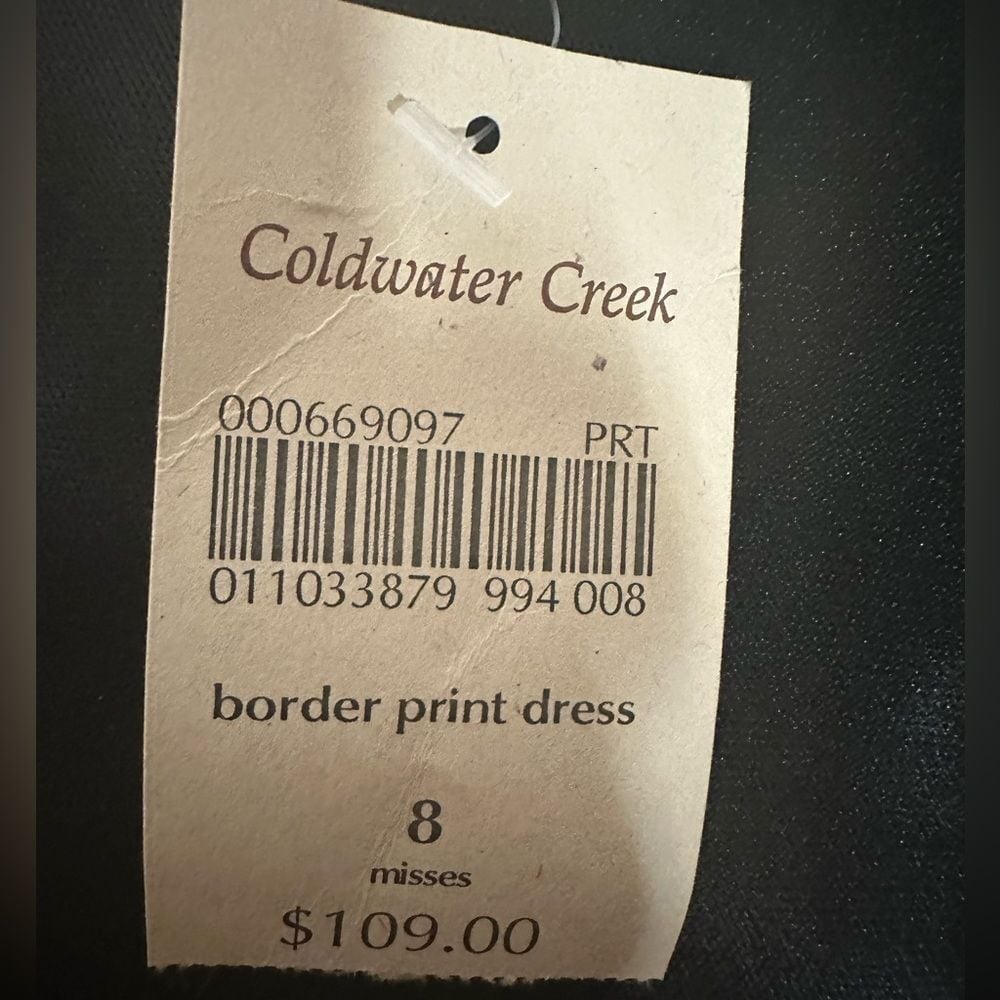 Coldwater Creek
000669097 PRT
011033879 994 008
border print dress
8
misses
$109.00